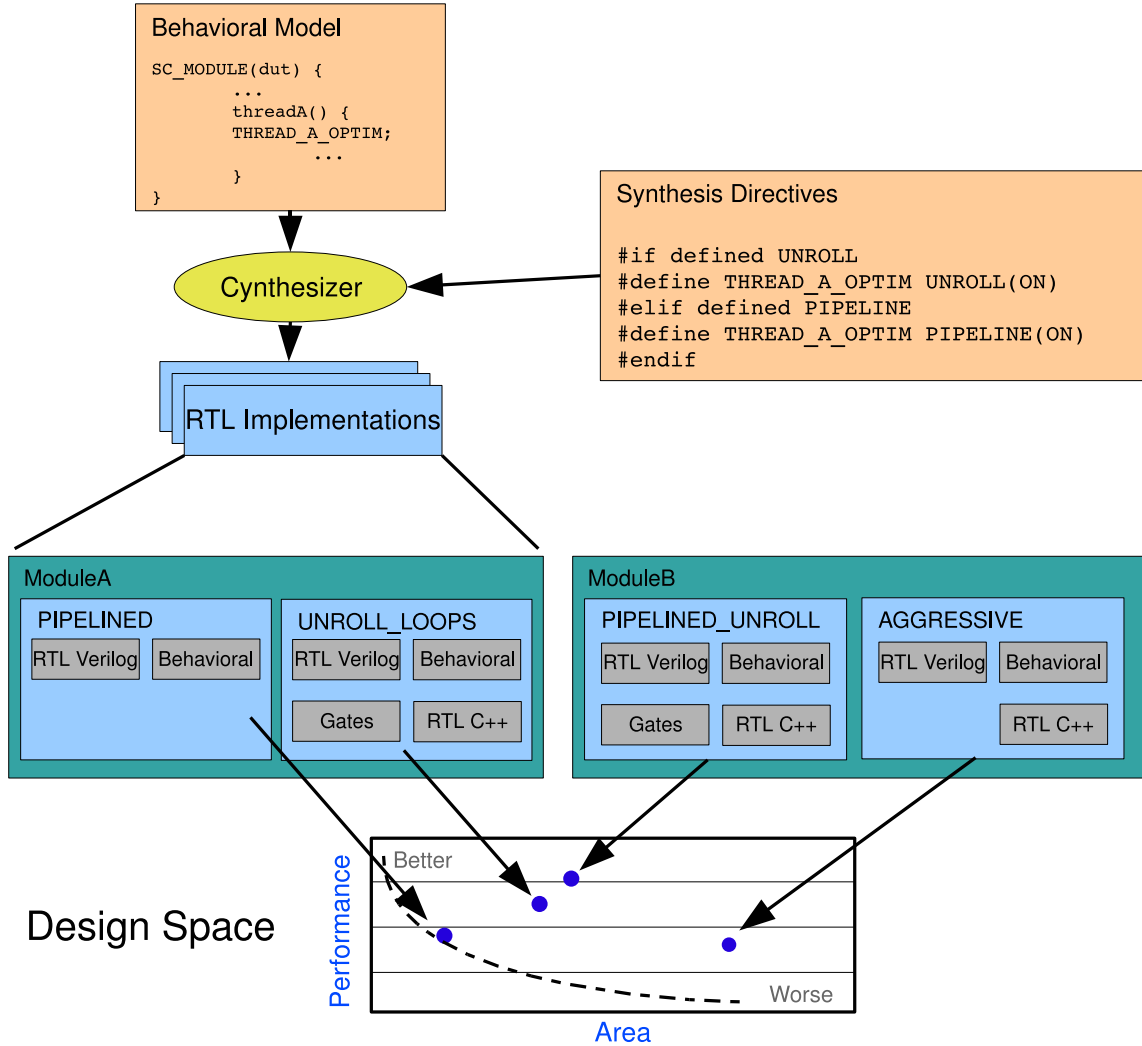 Behavioral Model
SC_MODULE(dut) {
...
threadA() {
THREAD_A_OPTIM;
...
}
}
Synthesis Directives
#if defined UNROLL
#define THREAD_A_OPTIM UNROLL(ON)
#elif defined PIPELINE
#define THREAD_A_OPTIM PIPELINE(ON)
#endif
Cynthesizer
RTL Implementations
ModuleA
PIPELINED
RTL Verilog
Behavioral
UNROLL_LOOPS
RTL Verilog
Behavioral
Gates
RTL C++
ModuleB
PIPELINED_UNROLL
RTL Verilog
Behavioral
Gates
RTL C++
AGGRESSIVE
RTL Verilog
Behavioral
RTL C++
Design Space
Performance
Better
Worse
Area